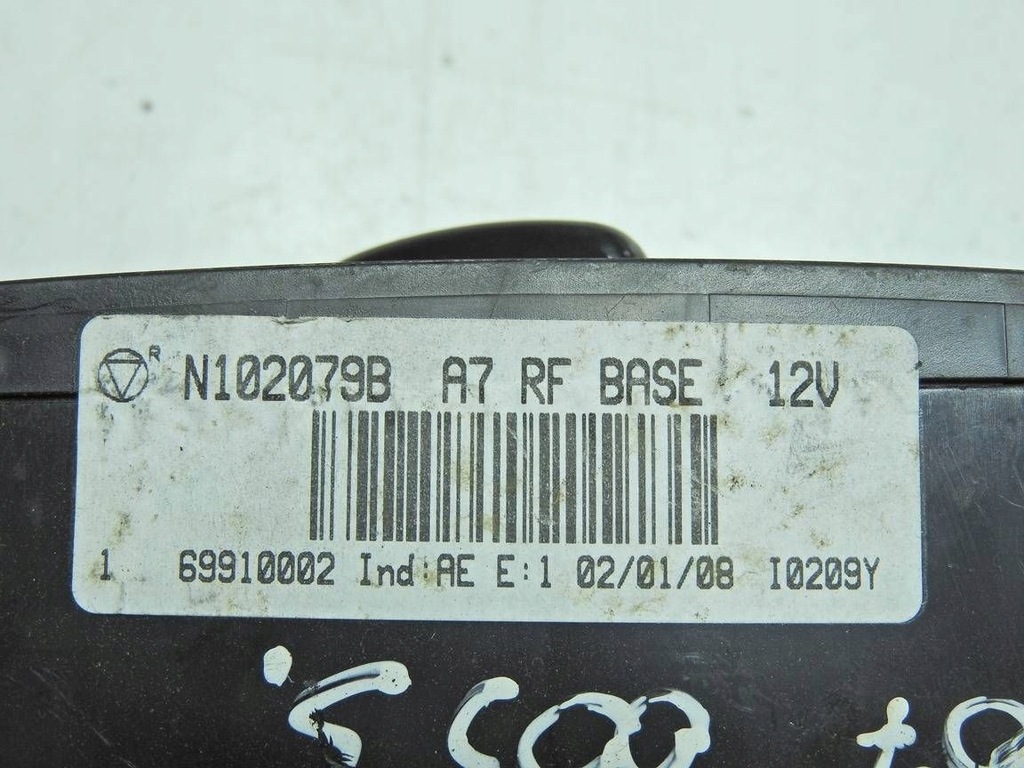 R N102079B A7 RF BASE 12V
1 69910002 Ind:AE E:1 02/01/08 I0209Y